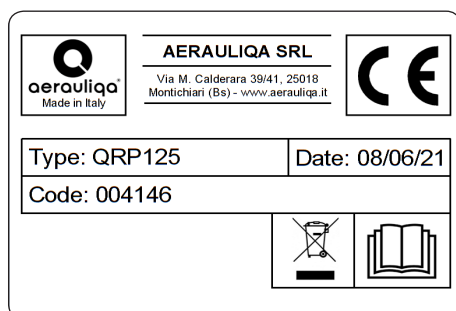 aerauliqa®
Made in Italy
AERAULIQA SRL
Via M. Calderara 39/41, 25018
Montichiari (Bs) - www.aerauliqa.it
CE
Type: QRP125
Date: 08/06/21
Code: 004146